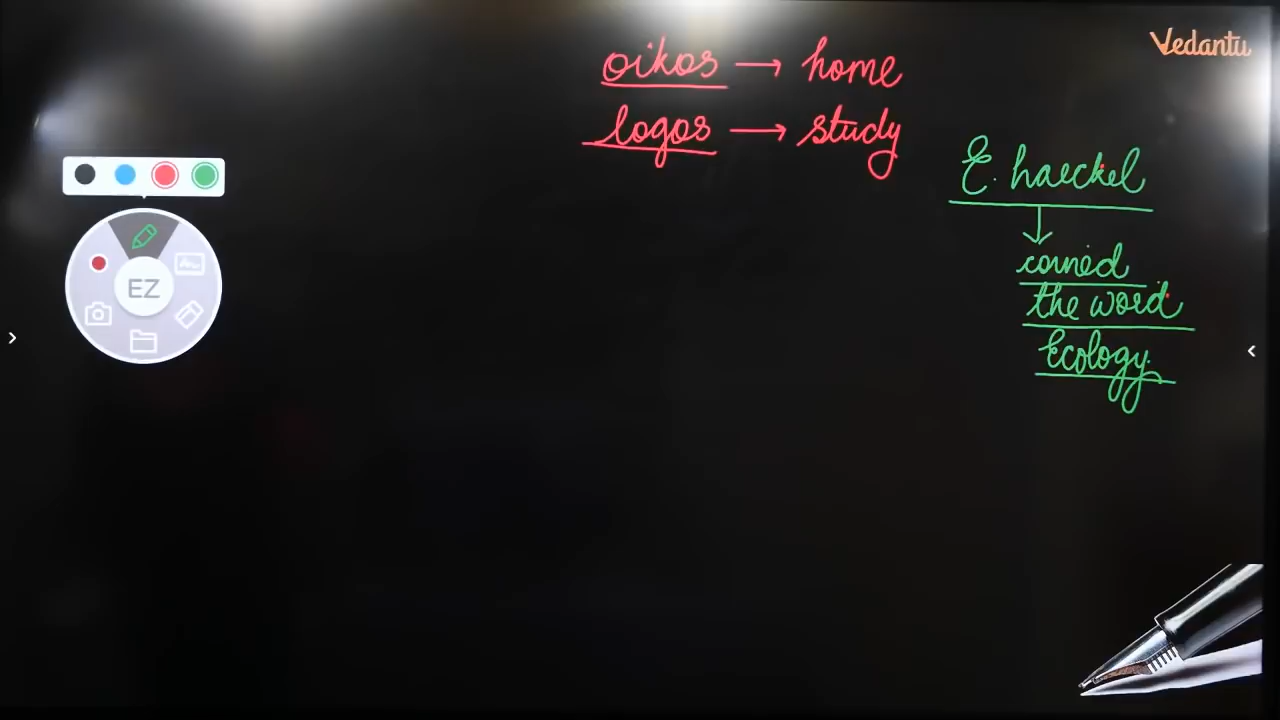 Vedantu
oikos → home
logos → study
E. haeckel
coined
the word
Ecology.
EZ